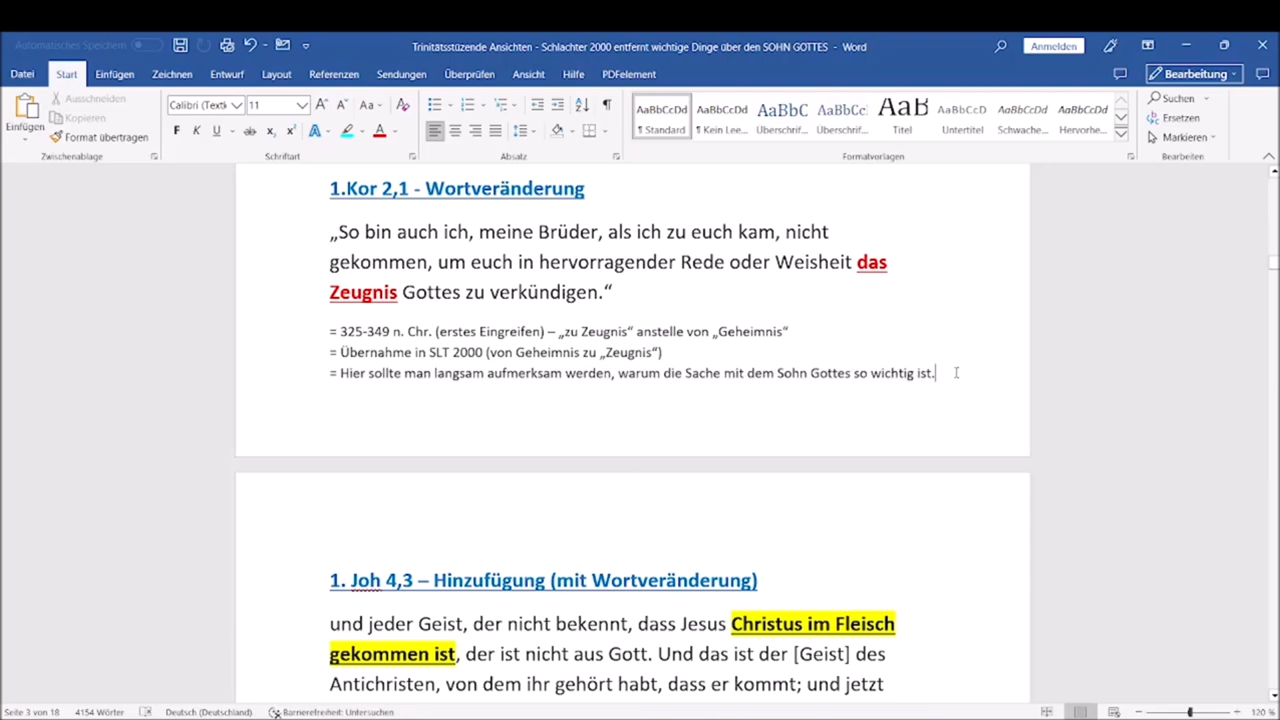 Automatisches Speichern
Trinitätsstüzende Ansichten - Schlachter 2000 entfernt wichtige Dinge über den SOHN GOTTES - Word
Anmelden
Datei Start Einfügen Zeichnen Entwurf Layout Referenzen Sendungen Überprüfen Ansicht Hilfe PDFelement
Bearbeitung
Einfügen
Ausschneiden
Kopieren
Format übertragen
Zwischenablage
Calibri (Textk 11
F K U ab x₂ x²
Schriftart
Absatz
AaBbCcDd AaBbCcDd AaBbC AaBbCc AaB AaBbCcD AaBbCcDd AaBbCcDd
¶ Standard ¶ Kein Lee... Überschrif... Überschrif... Titel Untertitel Schwache... Hervorhe...
Formatvorlagen
Suchen
Ersetzen
Markieren
Bearbeiten
1.Kor 2,1 - Wortveränderung
„So bin auch ich, meine Brüder, als ich zu euch kam, nicht
gekommen, um euch in hervorragender Rede oder Weisheit das
Zeugnis Gottes zu verkündigen.“
= 325-349 n. Chr. (erstes Eingreifen) – „zu Zeugnis“ anstelle von „Geheimnis“
= Übernahme in SLT 2000 (von Geheimnis zu „Zeugnis“)
= Hier sollte man langsam aufmerksam werden, warum die Sache mit dem Sohn Gottes so wichtig ist.
1. Joh 4,3 – Hinzufügung (mit Wortveränderung)
und jeder Geist, der nicht bekennt, dass Jesus Christus im Fleisch
gekommen ist, der ist nicht aus Gott. Und das ist der [Geist] des
Antichristen, von dem ihr gehört habt, dass er kommt; und jetzt
Seite 3 von 18 4154 Wörter Deutsch (Deutschland) Barrierefreiheit: Untersuchen 120 %